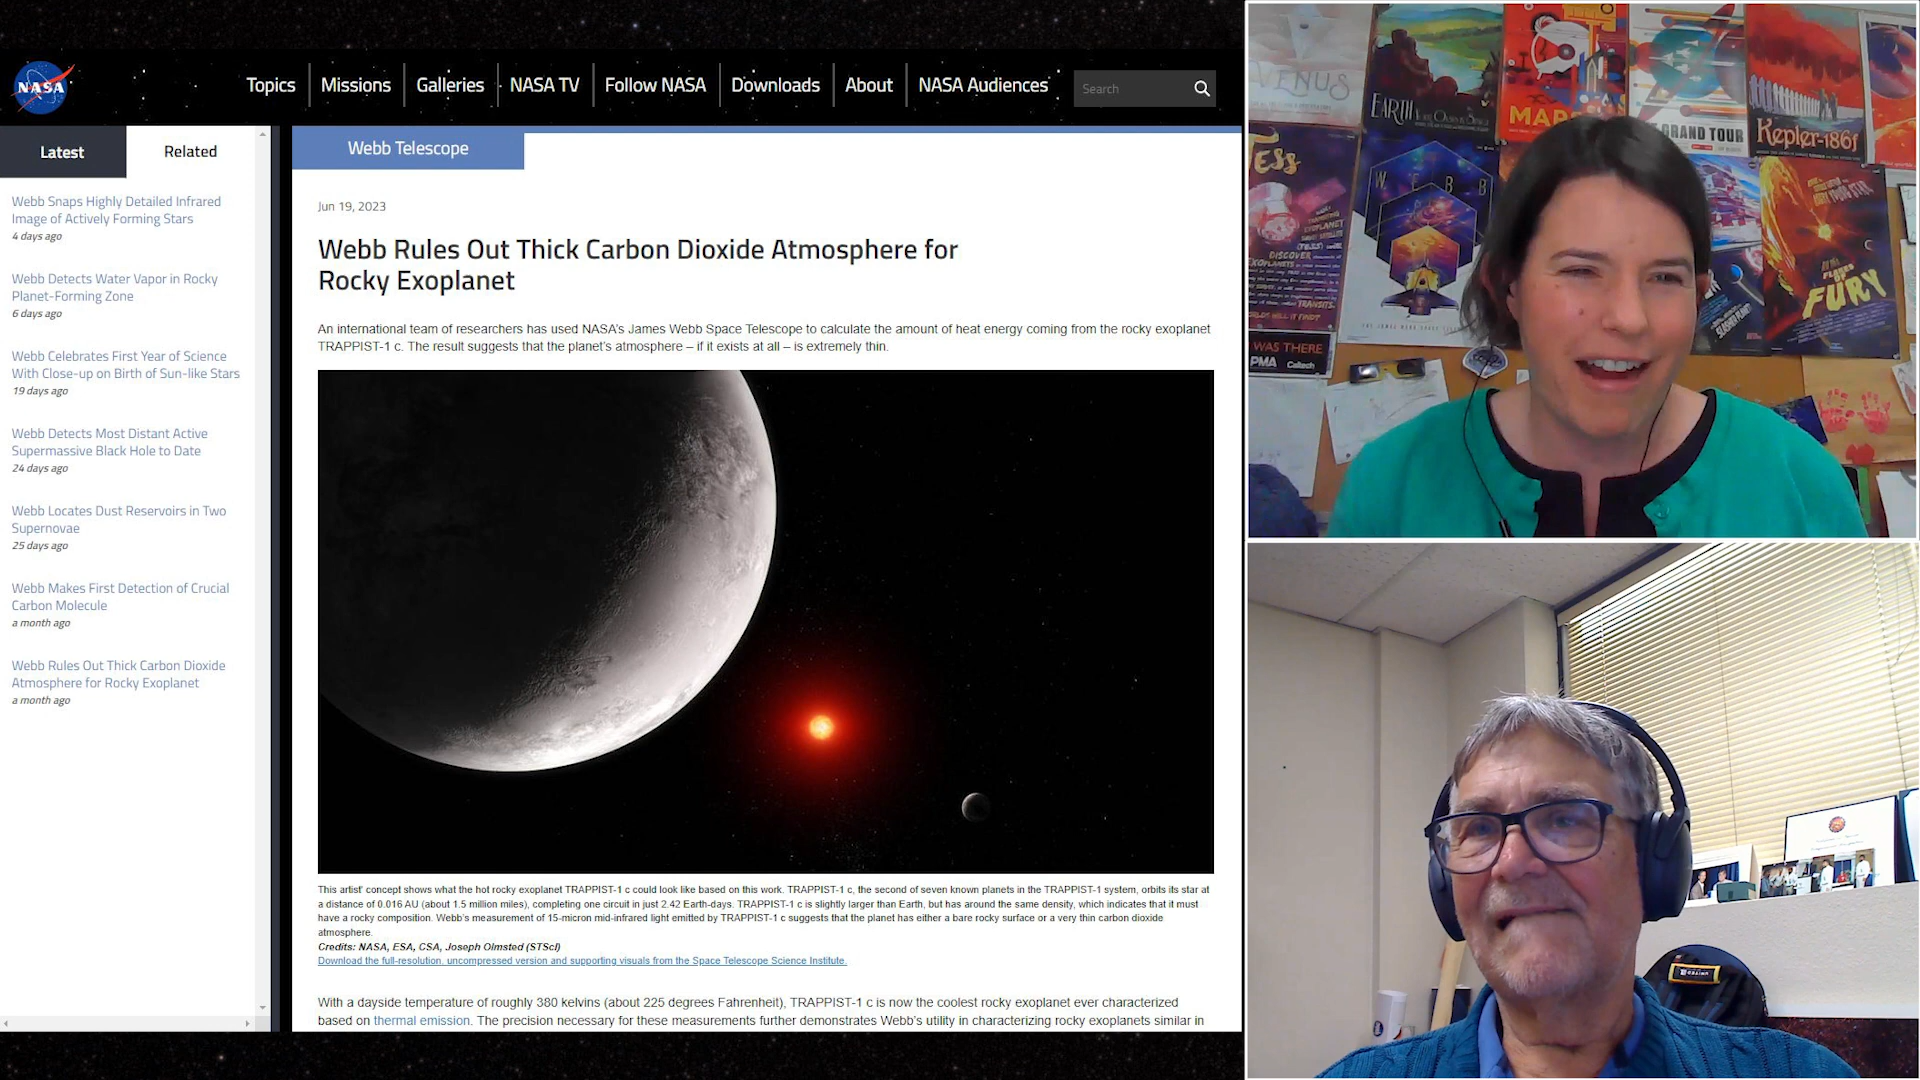 NASA
Topics
Missions
Galleries
NASA TV
Follow NASA
Downloads
About
NASA Audiences
Search
Latest
Related
Webb Snaps Highly Detailed Infrared
Image of Actively Forming Stars
4 days ago
Webb Detects Water Vapor in Rocky
Planet-Forming Zone
6 days ago
Webb Celebrates First Year of Science
With Close-up on Birth of Sun-like Stars
19 days ago
Webb Detects Most Distant Active
Supermassive Black Hole to Date
24 days ago
Webb Locates Dust Reservoirs in Two
Supernovae
25 days ago
Webb Makes First Detection of Crucial
Carbon Molecule
a month ago
Webb Rules Out Thick Carbon Dioxide
Atmosphere for Rocky Exoplanet
a month ago
Webb Telescope
Jun 19, 2023
Webb Rules Out Thick Carbon Dioxide Atmosphere for
Rocky Exoplanet
An international team of researchers has used NASA's James Webb Space Telescope to calculate the amount of heat energy coming from the rocky exoplanet
TRAPPIST-1 c. The result suggests that the planet's atmosphere – if it exists at all – is extremely thin.
This artist' concept shows what the hot rocky exoplanet TRAPPIST-1 c could look like based on this work. TRAPPIST-1 c, the second of seven known planets in the TRAPPIST-1 system, orbits its star at
a distance of 0.016 AU (about 1.5 million miles), completing one circuit in just 2.42 Earth-days. TRAPPIST-1 c is slightly larger than Earth, but has around the same density, which indicates that it must
have a rocky composition. Webb's measurement of 15-micron mid-infrared light emitted by TRAPPIST-1 c suggests that the planet has either a bare rocky surface or a very thin carbon dioxide
atmosphere.
Credits: NASA, ESA, CSA, Joseph Olmsted (STScI)
Download the full-resolution, uncompressed version and supporting visuals from the Space Telescope Science Institute.
With a dayside temperature of roughly 380 kelvins (about 225 degrees Fahrenheit), TRAPPIST-1 c is now the coolest rocky exoplanet ever characterized
based on thermal emission. The precision necessary for these measurements further demonstrates Webb's utility in characterizing rocky exoplanets similar in
VENUS
EARTH
MARS
GRAND TOUR
Kepler-186f
TESS
DISCOVER
WEBB
FURY
WAS THERE
PMA Caltech